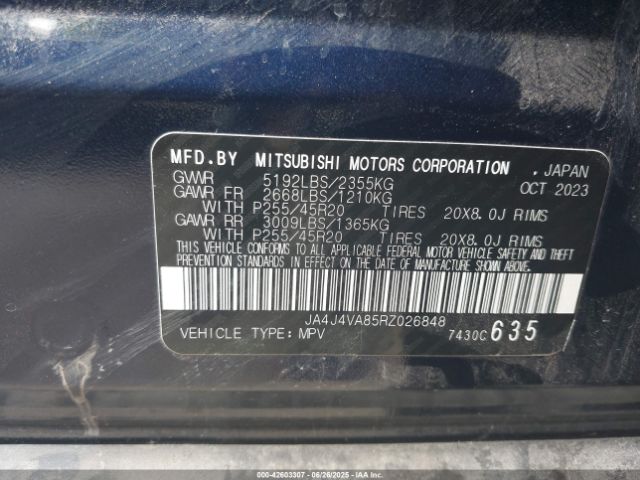 MFD.BY MITSUBISHI MOTORS CORPORATION . JAPAN
GVWR 5192LBS/2355KG OCT 2023
GAWR FR 2668LBS/1210KG
WITH P255/45R20 TIRES 20X8.0J RIMS
GAWR RR 3009LBS/1365KG
WITH P255/45R20 TIRES 20X8.0J RIMS
THIS VEHICLE CONFORMS TO ALL APPLICABLE FEDERAL MOTOR VEHICLE SAFETY AND THEFT
PREVENTION STANDARDS IN EFFECT ON THE DATE OF MANUFACTURE SHOWN ABOVE.
JA4J4VA85RZ026848
VEHICLE TYPE: MPV 7430C 635
000-42603307 - 06/26/2025 - © Copyright IAA, LLC